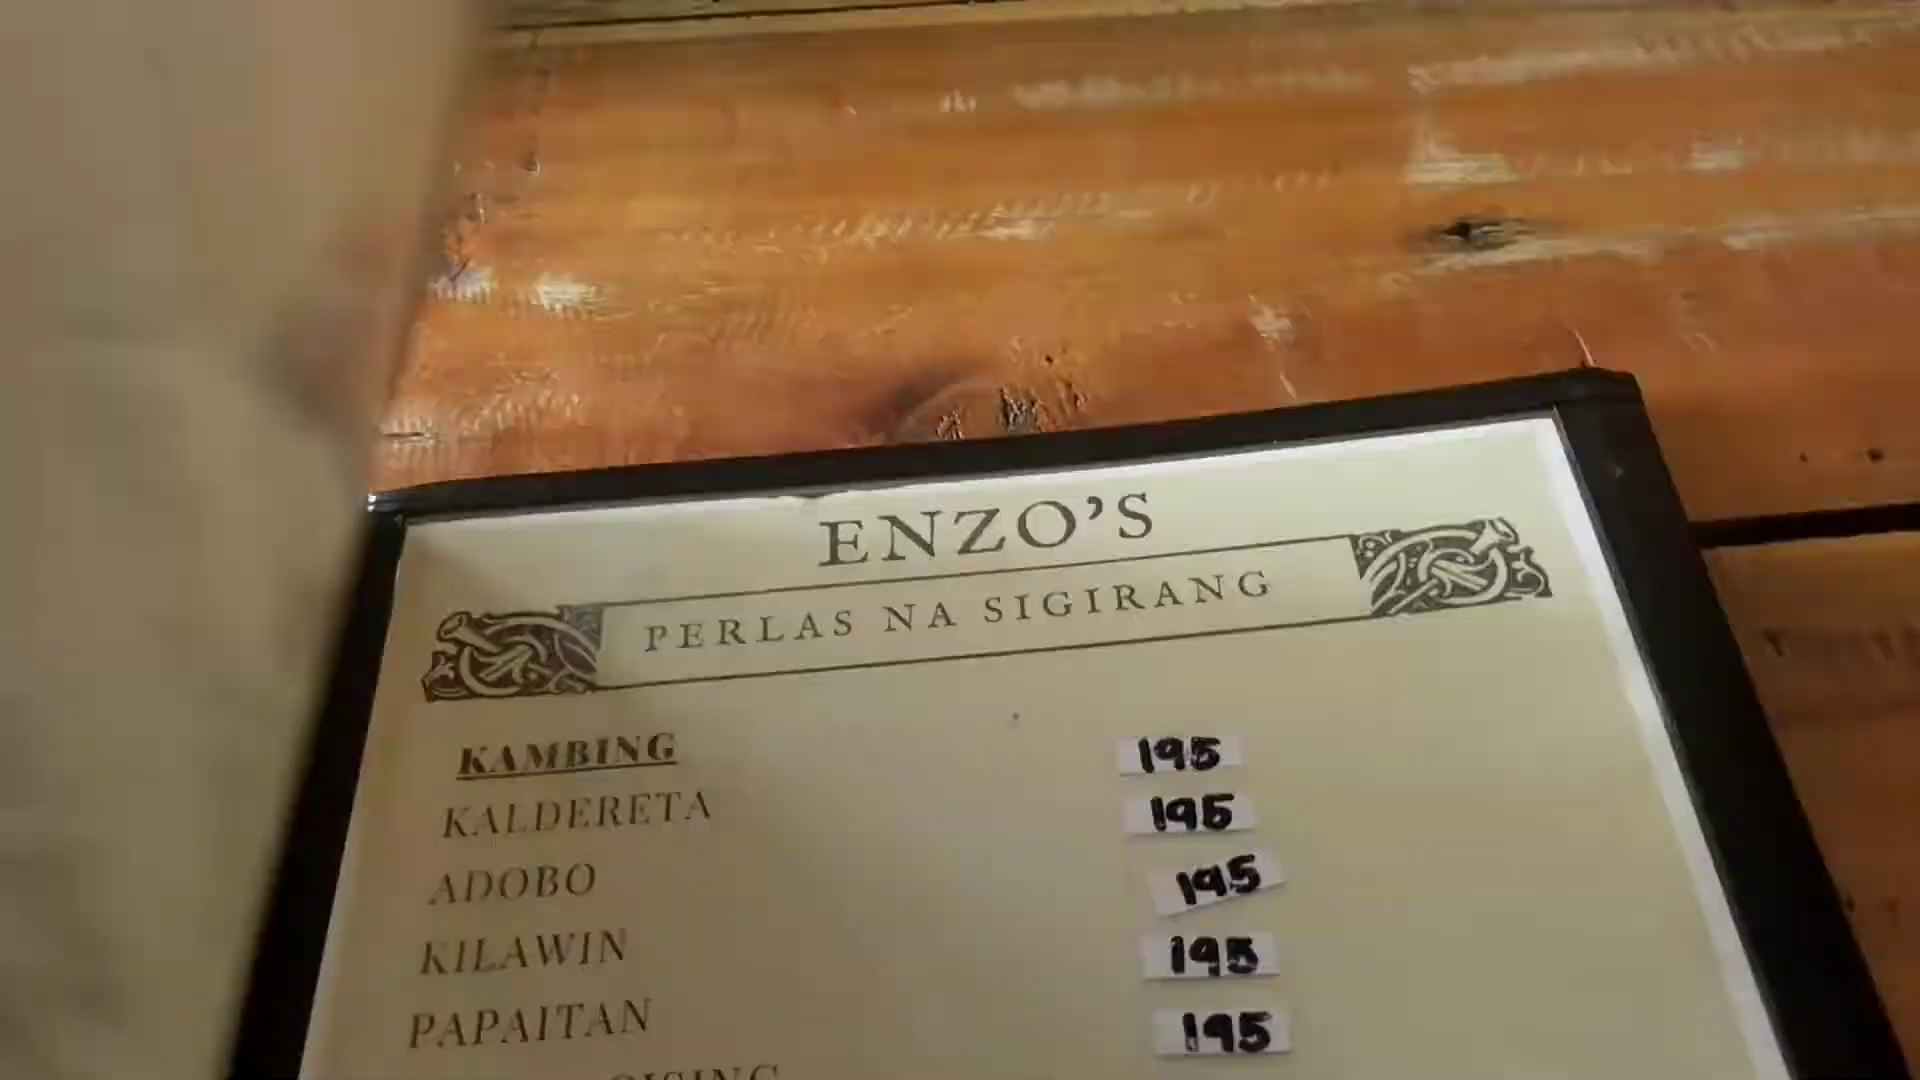 ENZO'S
PERLAS NA SIGIRANG
KAMBING 195
KALDERETA 195
ADOBO 195
KILAWIN 195
PAPAITAN 195